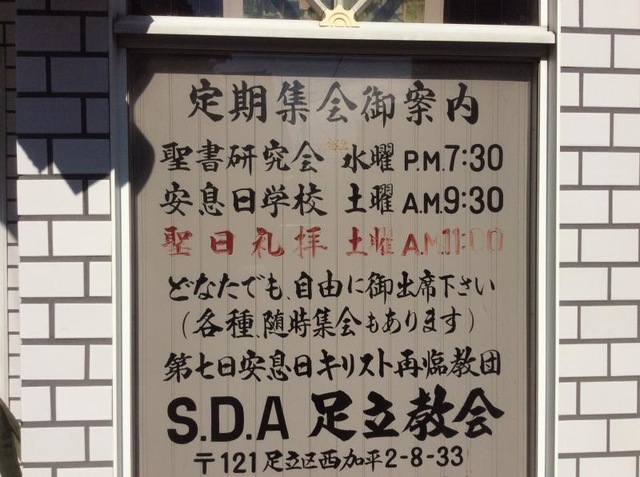 定期集会御案内
聖書研究会 水曜 P.M.7:30
安息日学校 土曜 A.M.9:30
聖日礼拝 土曜 A.M.11:00
どなたでも、自由に御出席下さい
(各種、随時集会もあります)
第七日安息日キリスト再臨教団
S.D.A 足立教会
〒121 足立区西加平2-8-33